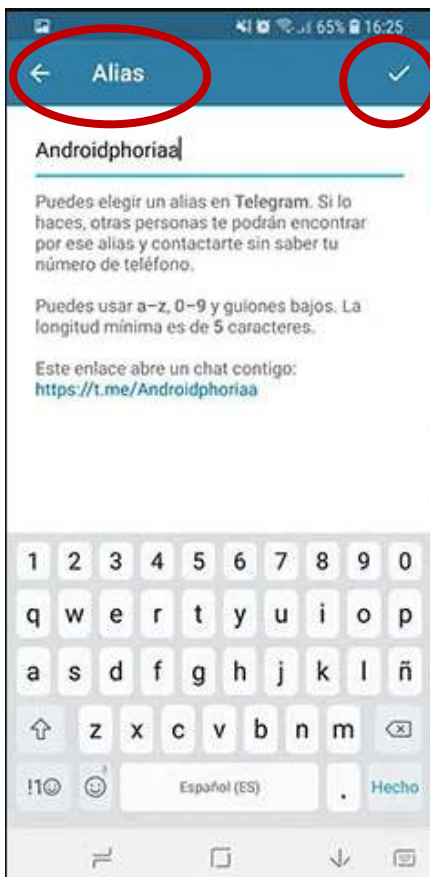 65% 16:25
Alias
Androidphoriaa
Puedes elegir un alias en Telegram. Si lo
haces, otras personas te podrán encontrar
por ese alias y contactarte sin saber tu
número de teléfono.
Puedes usar a–z, 0–9 y guiones bajos. La
longitud mínima es de 5 caracteres.
Este enlace abre un chat contigo:
https://t.me/Androidphoriaa
1 2 3 4 5 6 7 8 9 0
q w e r t y u i o p
a s d f g h j k l ñ
z x c v b n m
!1☺ Español (ES) . Hecho